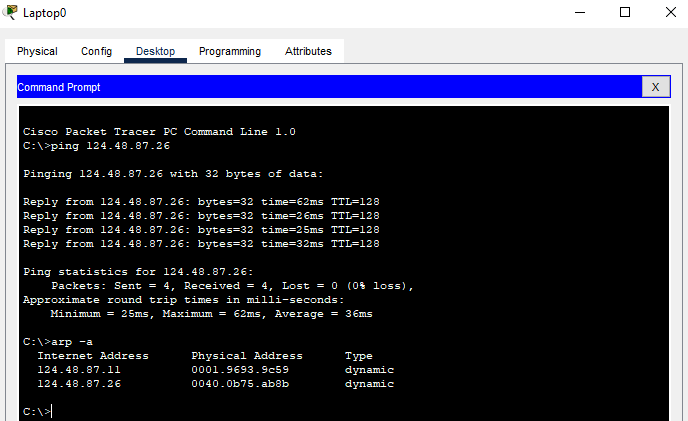 Laptop0
Physical Config Desktop Programming Attributes
Command Prompt X
Cisco Packet Tracer PC Command Line 1.0
C:\>ping 124.48.87.26
Pinging 124.48.87.26 with 32 bytes of data:
Reply from 124.48.87.26: bytes=32 time=62ms TTL=128
Reply from 124.48.87.26: bytes=32 time=26ms TTL=128
Reply from 124.48.87.26: bytes=32 time=25ms TTL=128
Reply from 124.48.87.26: bytes=32 time=32ms TTL=128
Ping statistics for 124.48.87.26:
Packets: Sent = 4, Received = 4, Lost = 0 (0% loss),
Approximate round trip times in milli-seconds:
Minimum = 25ms, Maximum = 62ms, Average = 36ms
C:\>arp -a
Internet Address Physical Address Type
124.48.87.11 0001.9693.9c59 dynamic
124.48.87.26 0040.0b75.ab8b dynamic
C:\>